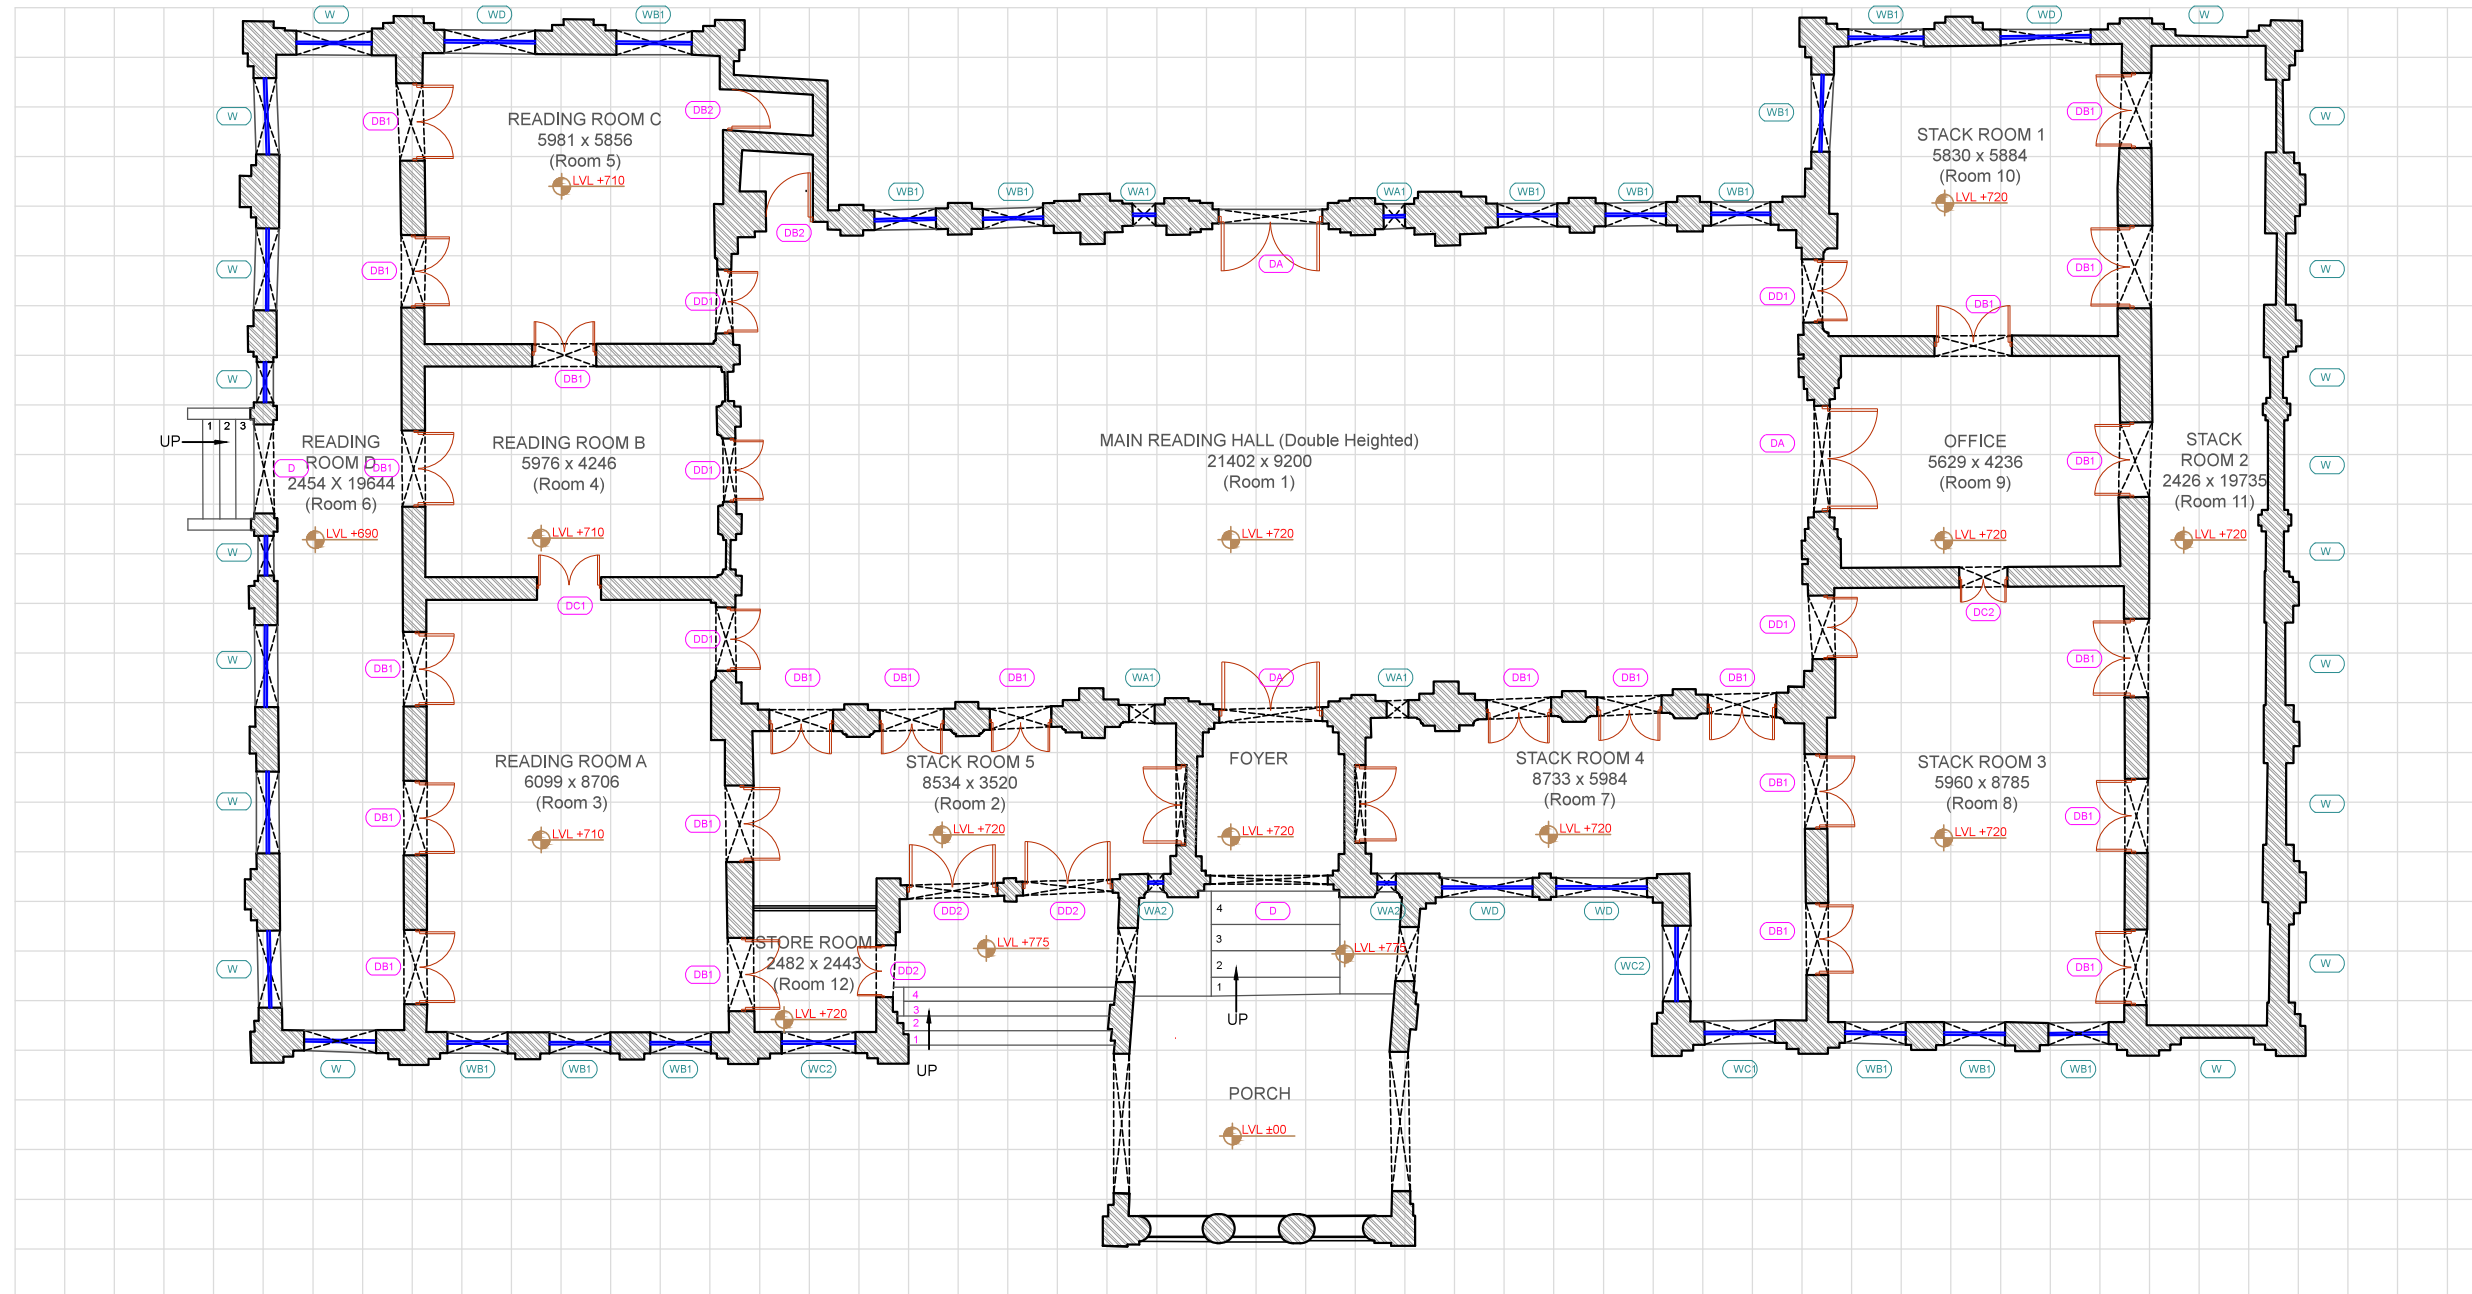 W
WD
WB1
WB1
WD
W
W
DB1
READING ROOM C
5981 x 5856
(Room 5)
LVL +710
DB2
WB1
STACK ROOM 1
5830 x 5884
(Room 10)
LVL +720
DB1
W
WB1
WB1
WA1
WA1
WB1
WB1
WB1
DB2
W
DB1
DD1
DA
DD1
DB1
DB1
W
W
DB1
W
UP
1
2
3
READING
ROOM D
2454 X 19644
(Room 6)
LVL +690
D
DB1
READING ROOM B
5976 x 4246
(Room 4)
LVL +710
DD1
MAIN READING HALL (Double Heighted)
21402 x 9200
(Room 1)
LVL +720
DA
OFFICE
5629 x 4236
(Room 9)
LVL +720
DB1
STACK
ROOM 2
2426 x 19735
(Room 11)
LVL +720
W
W
W
DC1
DD1
DD1
DC2
W
DB1
DB1
W
DB1
DB1
DB1
WA1
DA
WA1
DB1
DB1
DB1
READING ROOM A
6099 x 8706
(Room 3)
LVL +710
STACK ROOM 5
8534 x 3520
(Room 2)
LVL +720
FOYER
LVL +720
STACK ROOM 4
8733 x 5984
(Room 7)
LVL +720
STACK ROOM 3
5960 x 8785
(Room 8)
LVL +720
W
DB1
DB1
DB1
DB1
W
DD2
DD2
WA2
D
WA2
WD
WD
DB1
STORE ROOM
2482 x 2443
(Room 12)
LVL +720
LVL +775
LVL +775
4
3
2
1
UP
W
DB1
DB1
DD2
WC2
DB1
W
4
3
2
1
UP
W
WB1
WB1
WB1
WC2
WC1
WB1
WB1
WB1
W
PORCH
LVL ±00